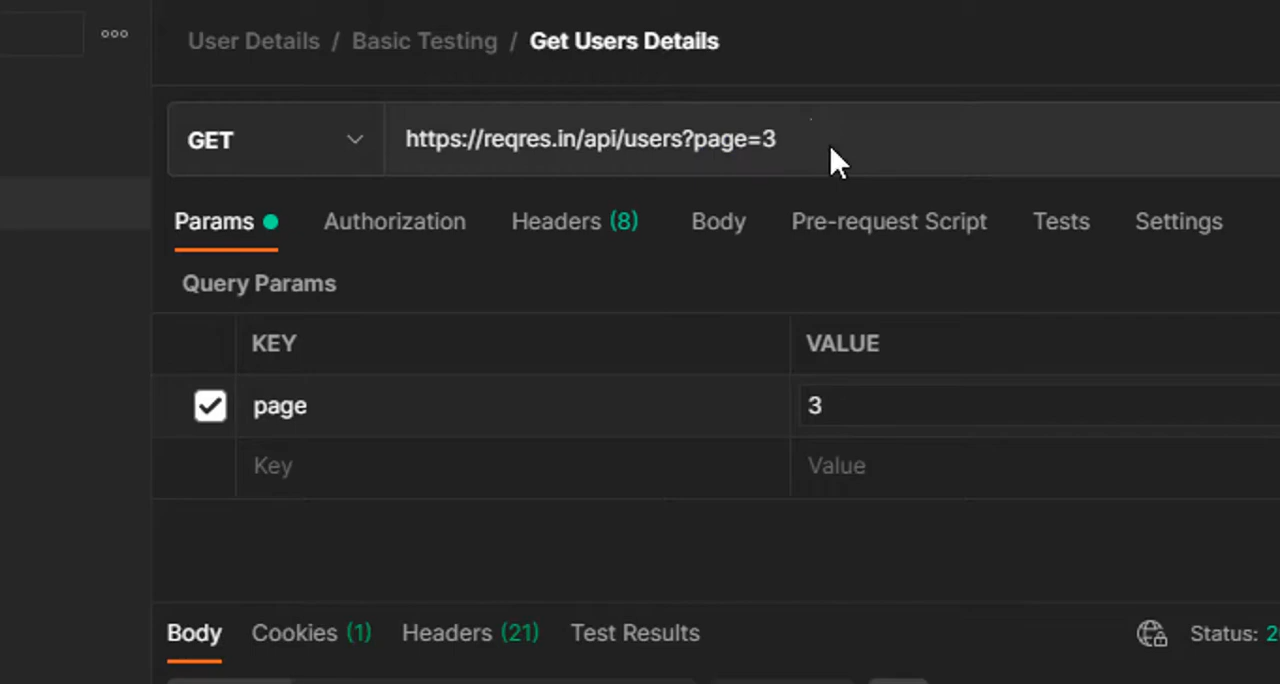 User Details / Basic Testing / Get Users Details
GET https://reqres.in/api/users?page=3
Params Authorization Headers (8) Body Pre-request Script Tests Settings
Query Params
KEY VALUE
page 3
Key Value
Body Cookies (1) Headers (21) Test Results Status: 2